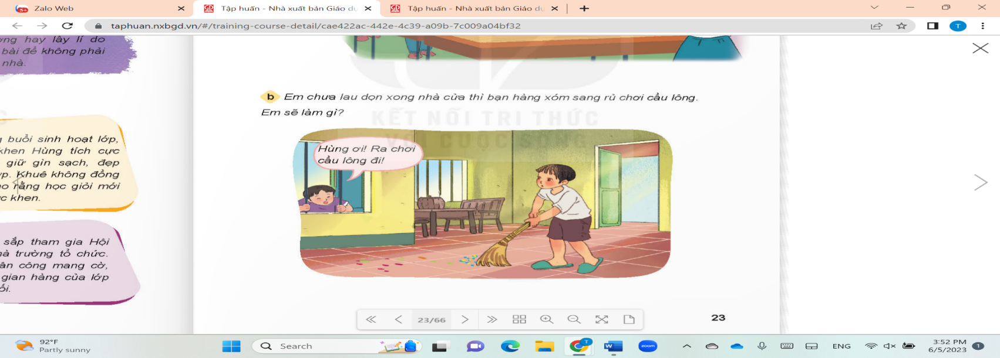 Zalo Web
Tập huấn - Nhà xuất bản Giáo dụ
Tập huấn - Nhà xuất bản Giáo dụ
taphuan.nxbgd.vn/#/training-course-detail/cae422ac-442e-4c39-a09b-7c009a04bf32
T
hay lấy lí do
bài để không phải
nhà.
buổi sinh hoạt lớp,
khen Hùng tích cực
giữ gìn sạch, đẹp
Khuê không đồng
rằng học giỏi mới
khen.
sắp tham gia Hội
trường tổ chức.
công mang cờ,
gian hàng của lớp
b Em chưa lau dọn xong nhà cửa thì bạn hàng xóm sang rủ chơi cầu lông.
Em sẽ làm gì?
KẾT NỐI TRI THỨC
VỚI CUỘC SỐNG
Hùng ơi! Ra chơi
cầu lông đi!
23/66
23
92°F
Partly sunny
Search
T
zoom
ENG
3:52 PM
6/5/2023
1